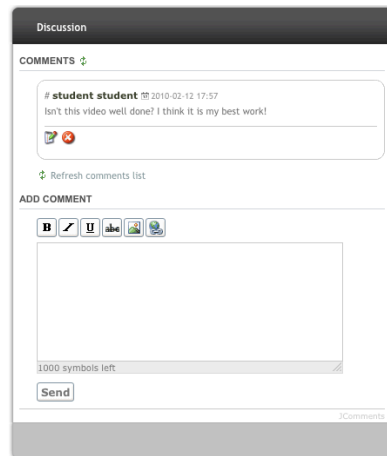 Discussion
COMMENTS
# student student 2010-02-12 17:57
Isn't this video well done? I think it is my best work!
Refresh comments list
ADD COMMENT
B I U abc
1000 symbols left
Send
JComments